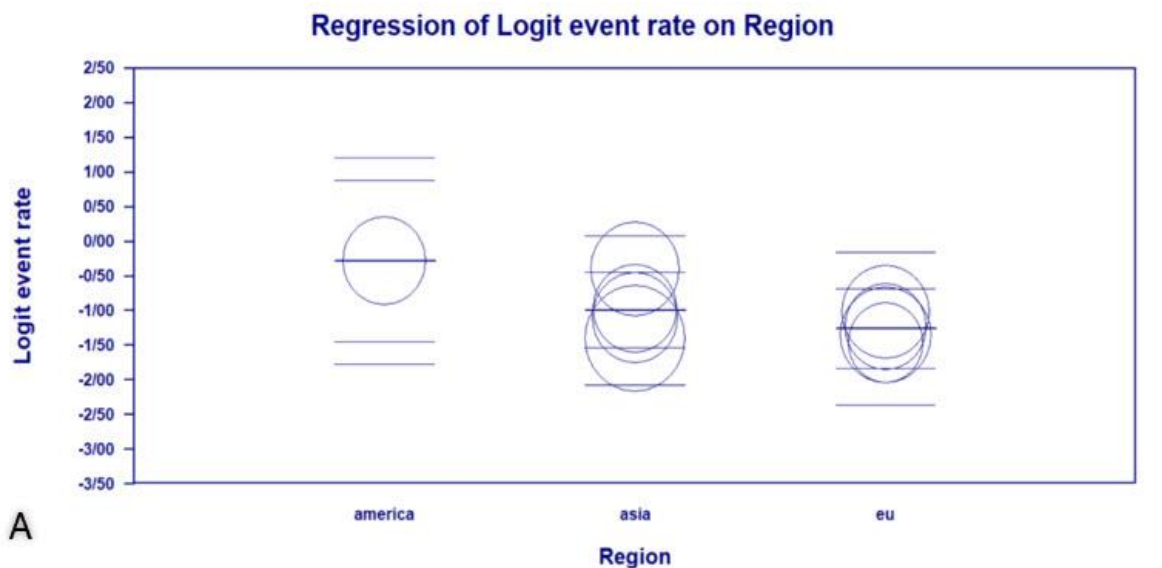 Regression of Logit event rate on Region
2/50
2/00
1/50
1/00
0/50
0/00
-0/50
-1/00
-1/50
-2/00
-2/50
-3/00
-3/50
Logit event rate
america asia eu
Region
A